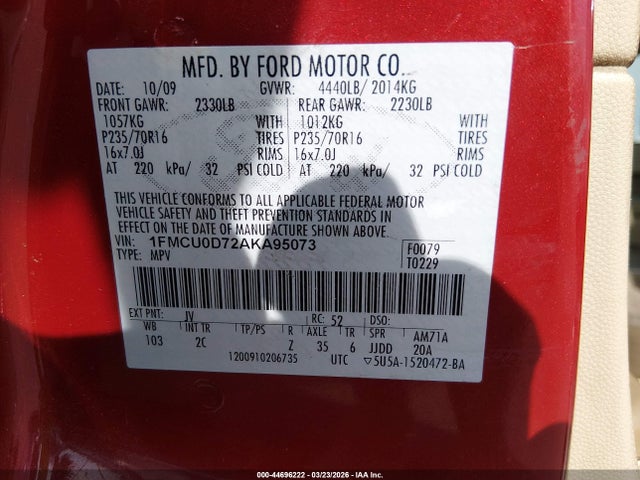 MFD. BY FORD MOTOR CO.
DATE: 10/09 GVWR: 4440LB/ 2014KG
FRONT GAWR: 2330LB REAR GAWR: 2230LB
1057KG WITH 1012KG WITH
P235/70R16 TIRES P235/70R16 TIRES
16x7.0J RIMS 16x7.0J RIMS
AT 220 kPa/ 32 PSI COLD AT 220 kPa/ 32 PSI COLD
THIS VEHICLE CONFORMS TO ALL APPLICABLE FEDERAL MOTOR
VEHICLE SAFETY AND THEFT PREVENTION STANDARDS IN
EFFECT ON THE DATE OF MANUFACTURE SHOWN ABOVE.
VIN: 1FMCU0D72AKA95073 F0079
TYPE: MPV T0229
EXT PNT: JV RC: 52 DSO:
WB INT TR TP/PS R AXLE TR SPR AM71A
103 2C Z 35 6 JJDD 20A
1200910206735 UTC ▽5U5A-1520472-BA
000-44696222 - 03/23/2026 - IAA Inc.